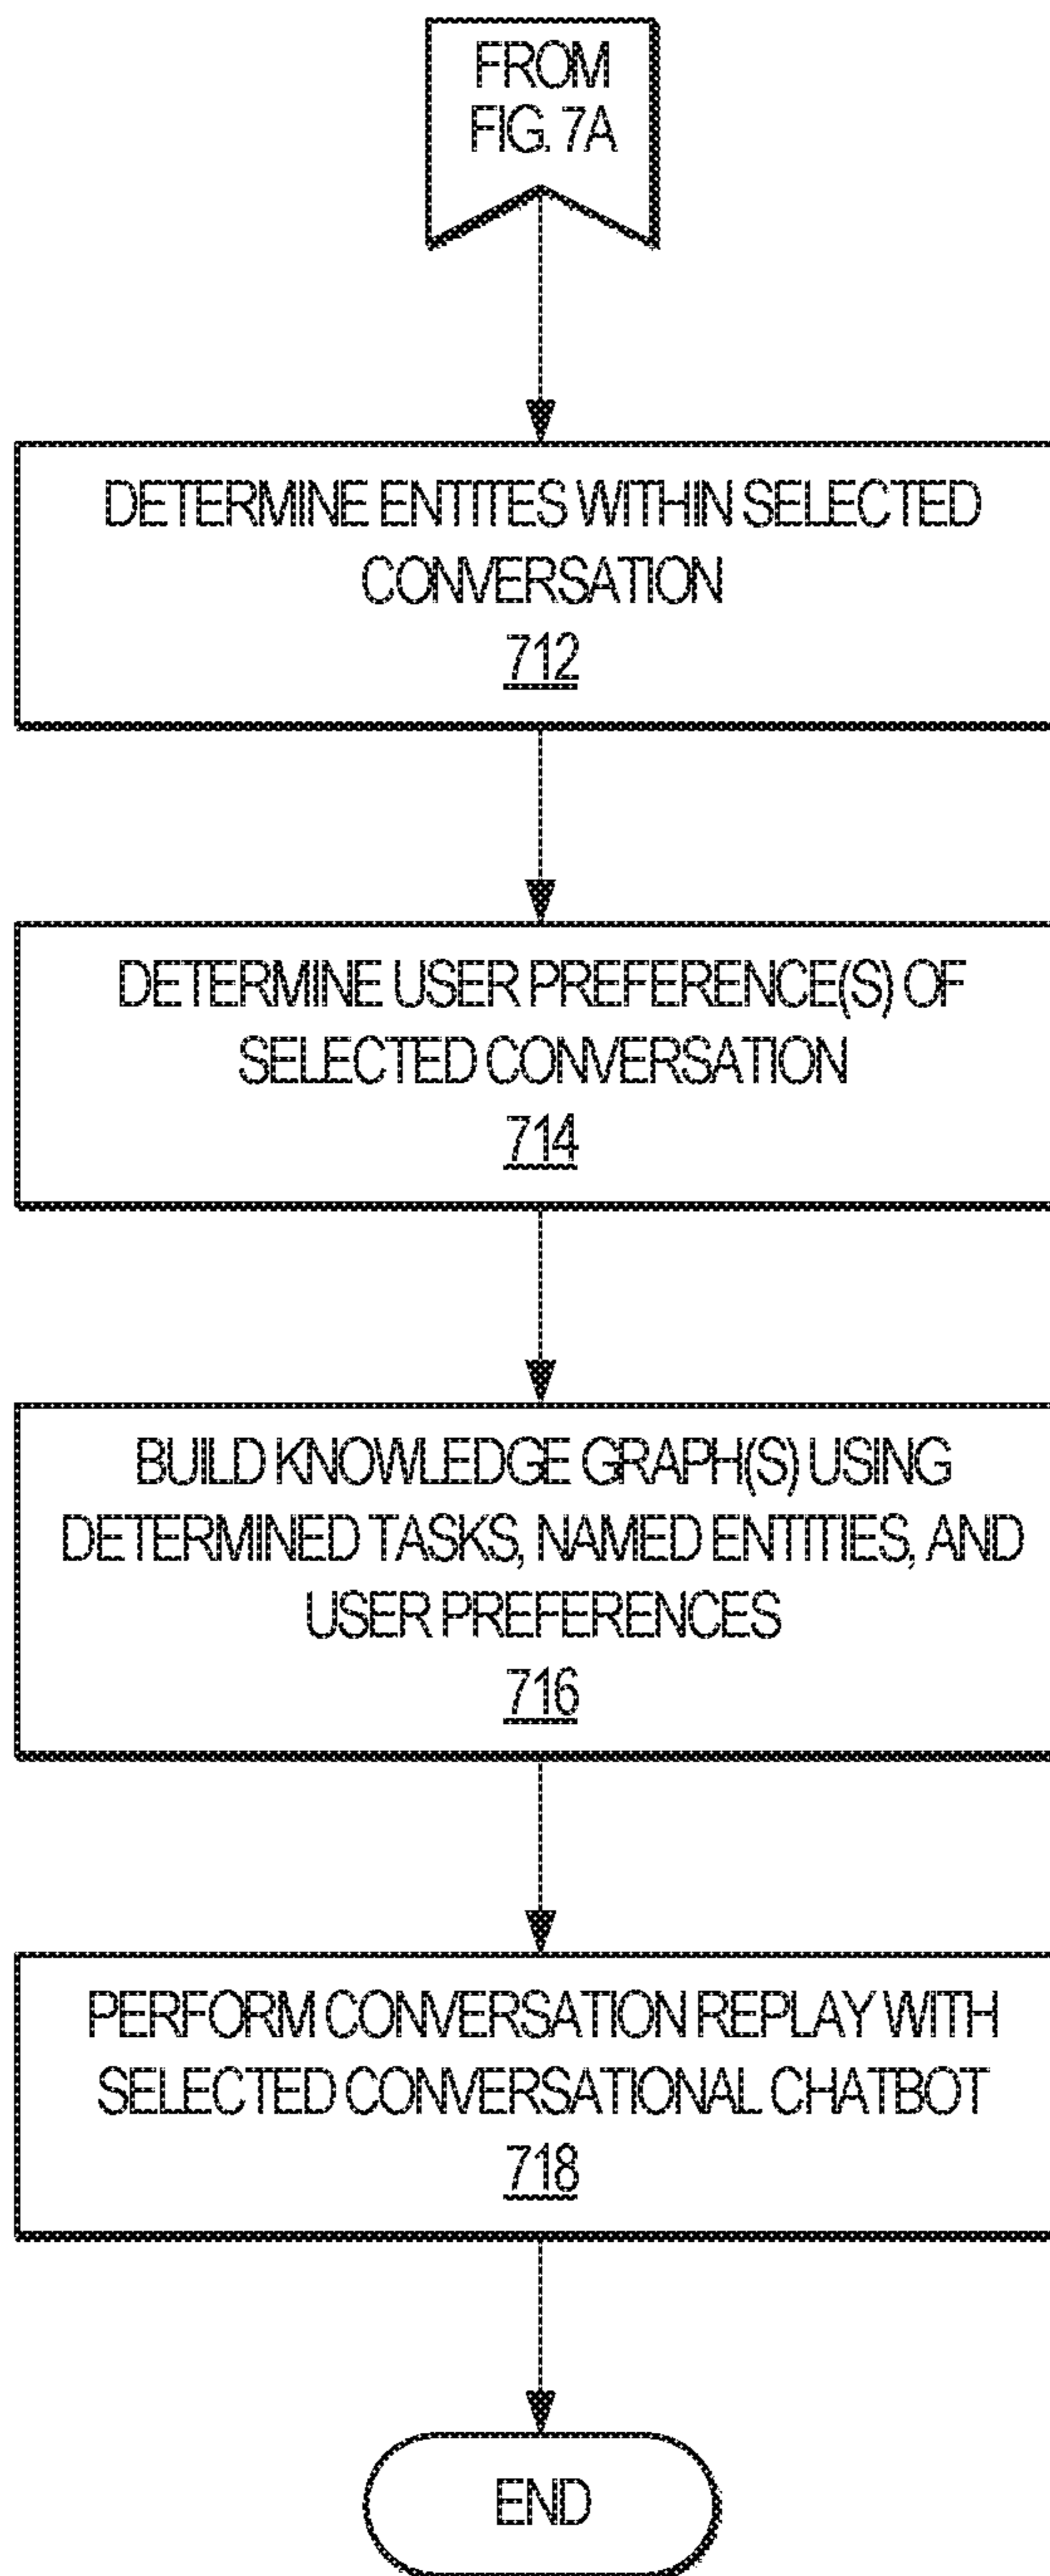 FROM
FIG. 7A
DETERMINE ENTITES WITHIN SELECTED
CONVERSATION
712
DETERMINE USER PREFERENCE(S) OF
SELECTED CONVERSATION
714
BUILD KNOWLEDGE GRAPH(S) USING
DETERMINED TASKS, NAMED ENTITIES, AND
USER PREFERENCES
716
PERFORM CONVERSATION REPLAY WITH
SELECTED CONVERSATIONAL CHATBOT
718
END